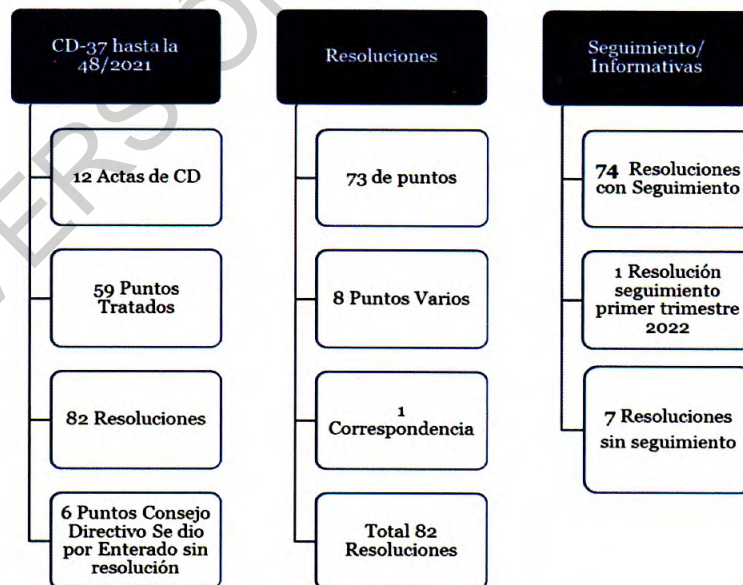 CD-37 hasta la
48/2021
12 Actas de CD
59 Puntos
Tratados
82 Resoluciones
6 Puntos Consejo
Directivo Se dio
por Enterado sin
resolución
Resoluciones
73 de puntos
8 Puntos Varios
1
Correspondencia
Total 82
Resoluciones
Seguimiento/
Informativas
74 Resoluciones
con Seguimiento
1 Resolución
seguimiento
primer trimestre
2022
7 Resoluciones
sin seguimiento